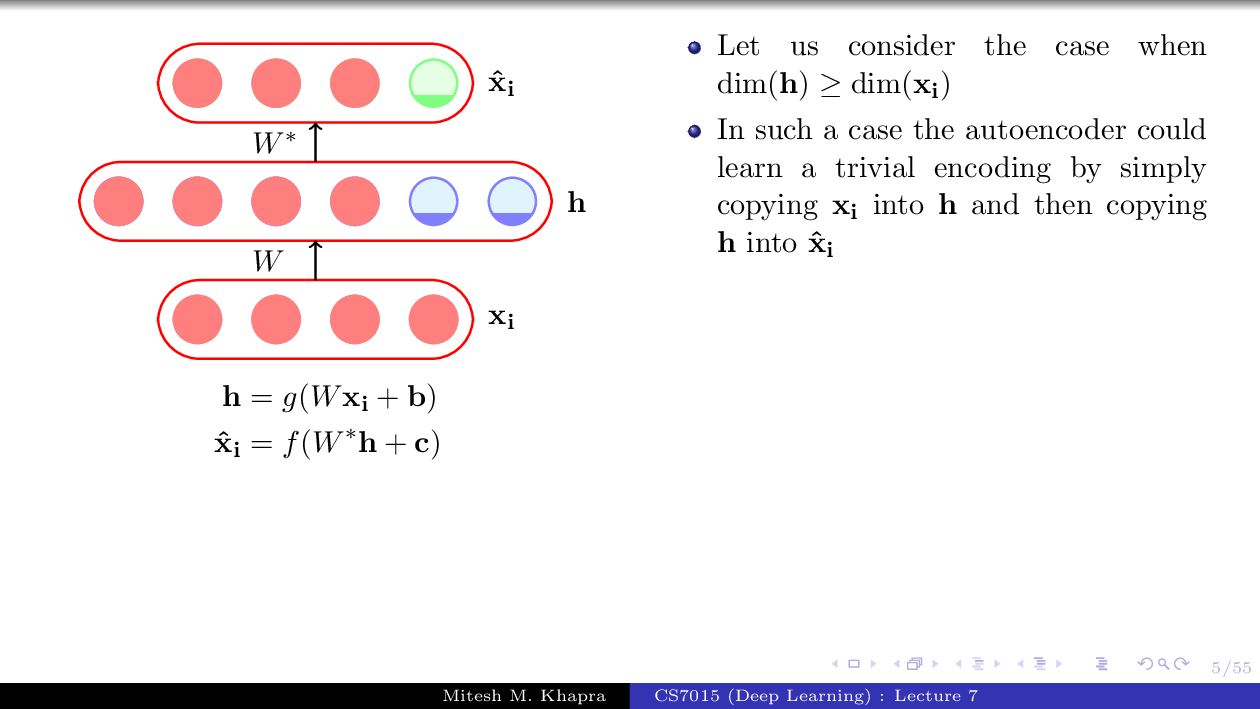 x̂ᵢ
W*
h
W
xᵢ
h = g(Wxᵢ + b)
x̂ᵢ = f(W*h + c)
Let us consider the case when
dim(h) ≥ dim(xᵢ)
In such a case the autoencoder could
learn a trivial encoding by simply
copying xᵢ into h and then copying
h into x̂ᵢ
5/55
Mitesh M. Khapra
CS7015 (Deep Learning) : Lecture 7